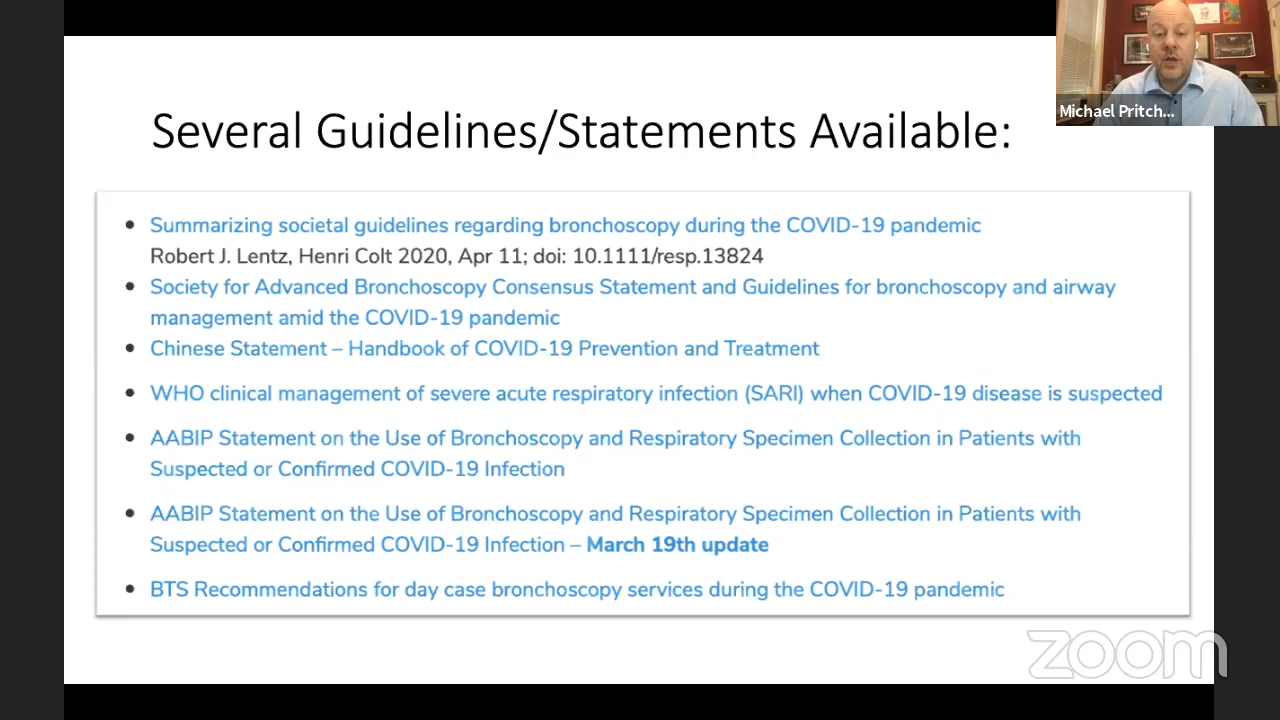 Michael Pritch...
Several Guidelines/Statements Available:
• Summarizing societal guidelines regarding bronchoscopy during the COVID-19 pandemic
Robert J. Lentz, Henri Colt 2020, Apr 11; doi: 10.1111/resp.13824
• Society for Advanced Bronchoscopy Consensus Statement and Guidelines for bronchoscopy and airway
management amid the COVID-19 pandemic
• Chinese Statement – Handbook of COVID-19 Prevention and Treatment
• WHO clinical management of severe acute respiratory infection (SARI) when COVID-19 disease is suspected
• AABIP Statement on the Use of Bronchoscopy and Respiratory Specimen Collection in Patients with
Suspected or Confirmed COVID-19 Infection
• AABIP Statement on the Use of Bronchoscopy and Respiratory Specimen Collection in Patients with
Suspected or Confirmed COVID-19 Infection – March 19th update
• BTS Recommendations for day case bronchoscopy services during the COVID-19 pandemic
zoom